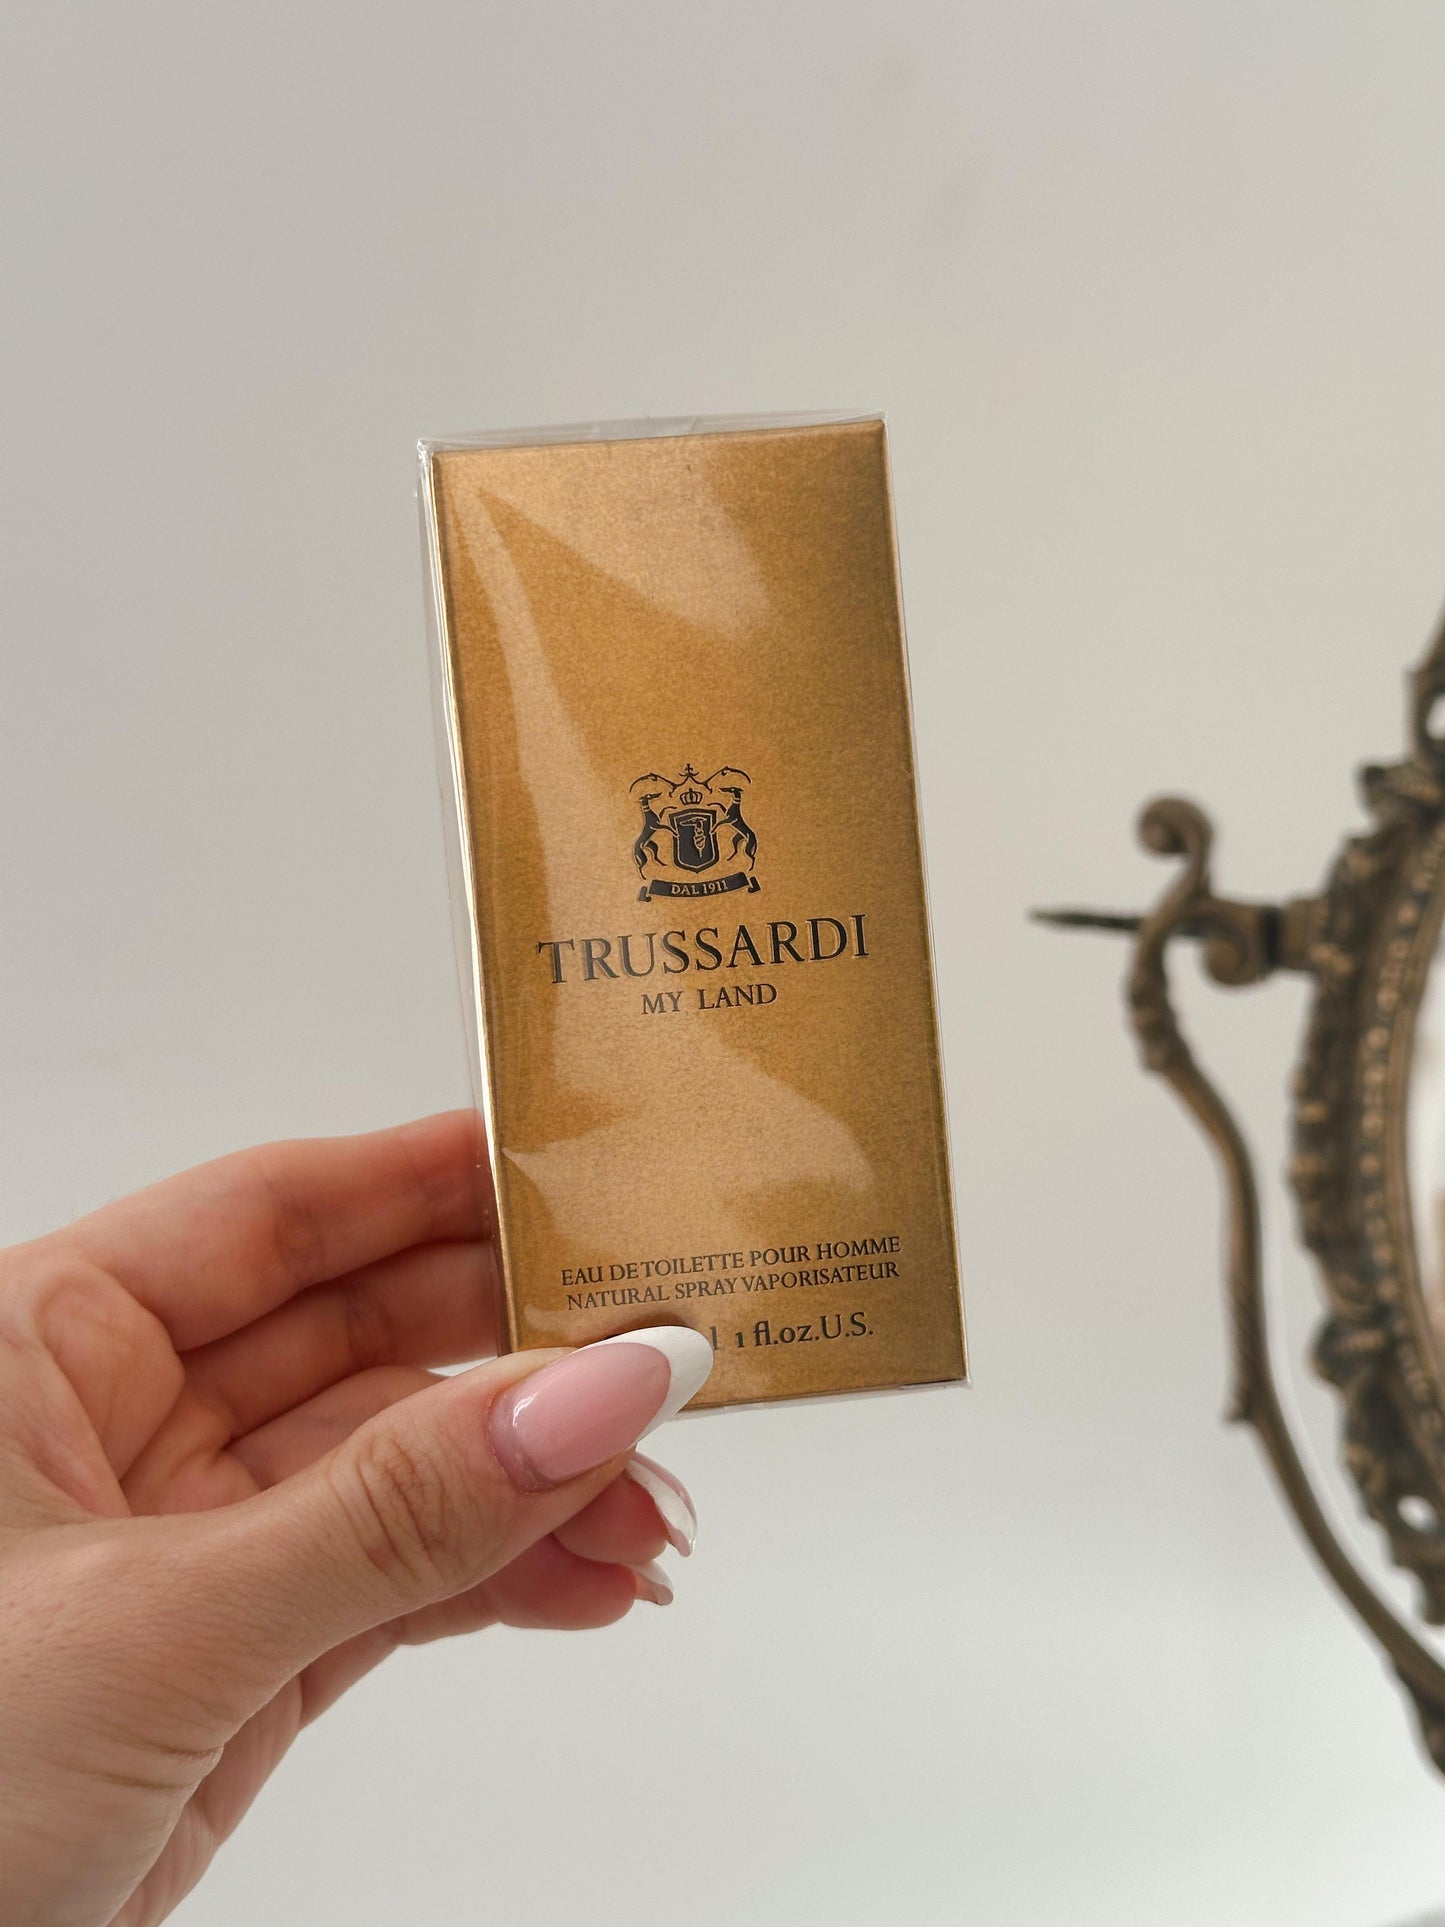 DAL 1911
TRUSSARDI
MY LAND
EAU DE TOILETTE POUR HOMME
NATURAL SPRAY VAPORISATEUR
1 fl.oz.U.S.